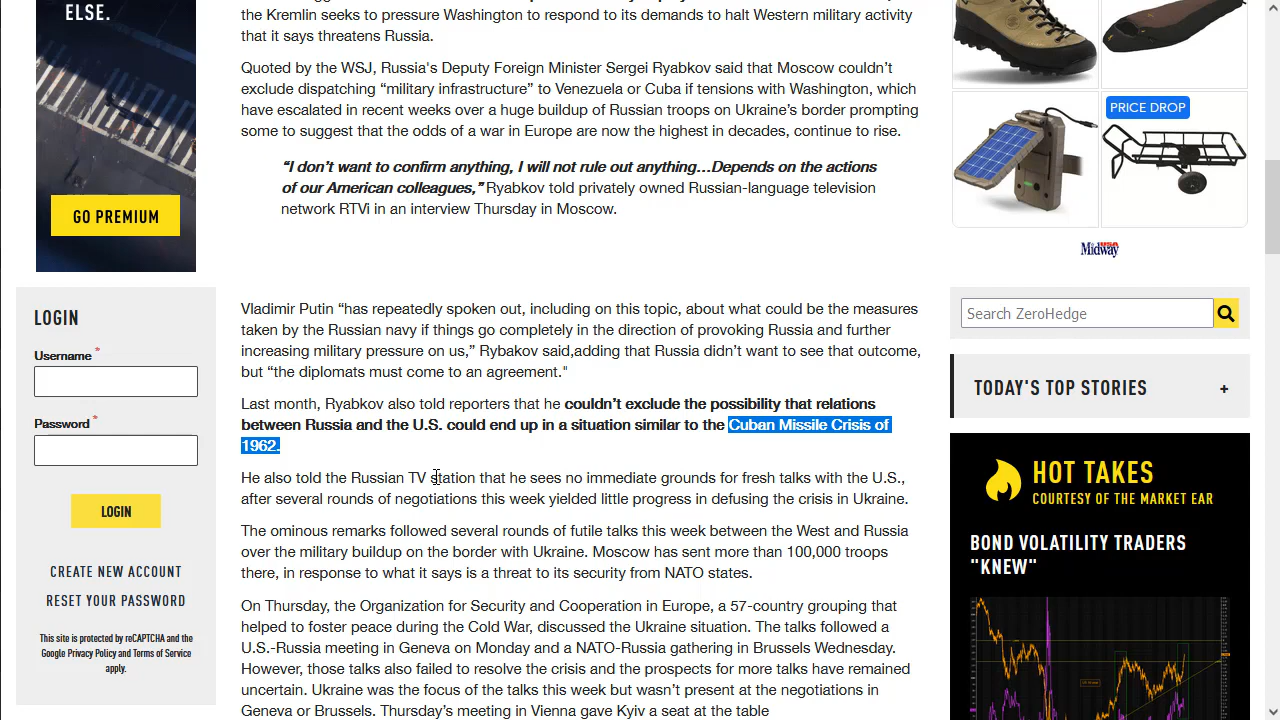 ELSE.
GO PREMIUM
LOGIN
Username *
Password *
LOGIN
CREATE NEW ACCOUNT
RESET YOUR PASSWORD
This site is protected by reCAPTCHA and the
Google Privacy Policy and Terms of Service
apply.
the Kremlin seeks to pressure Washington to respond to its demands to halt Western military activity
that it says threatens Russia.
Quoted by the WSJ, Russia's Deputy Foreign Minister Sergei Ryabkov said that Moscow couldn't
exclude dispatching “military infrastructure” to Venezuela or Cuba if tensions with Washington, which
have escalated in recent weeks over a huge buildup of Russian troops on Ukraine’s border prompting
some to suggest that the odds of a war in Europe are now the highest in decades, continue to rise.
“I don’t want to confirm anything, I will not rule out anything…Depends on the actions
of our American colleagues,” Ryabkov told privately owned Russian-language television
network RTVi in an interview Thursday in Moscow.
Vladimir Putin “has repeatedly spoken out, including on this topic, about what could be the measures
taken by the Russian navy if things go completely in the direction of provoking Russia and further
increasing military pressure on us,” Rybakov said,adding that Russia didn’t want to see that outcome,
but “the diplomats must come to an agreement."
Last month, Ryabkov also told reporters that he couldn’t exclude the possibility that relations
between Russia and the U.S. could end up in a situation similar to the Cuban Missile Crisis of
1962.
He also told the Russian TV station that he sees no immediate grounds for fresh talks with the U.S.,
after several rounds of negotiations this week yielded little progress in defusing the crisis in Ukraine.
The ominous remarks followed several rounds of futile talks this week between the West and Russia
over the military buildup on the border with Ukraine. Moscow has sent more than 100,000 troops
there, in response to what it says is a threat to its security from NATO states.
On Thursday, the Organization for Security and Cooperation in Europe, a 57-country grouping that
helped to foster peace during the Cold War, discussed the Ukraine situation. The talks followed a
U.S.-Russia meeting in Geneva on Monday and a NATO-Russia gathering in Brussels Wednesday.
However, those talks also failed to resolve the crisis and the prospects for more talks have remained
uncertain. Ukraine was the focus of the talks this week but wasn’t present at the negotiations in
Geneva or Brussels. Thursday’s meeting in Vienna gave Kyiv a seat at the table
PRICE DROP
MidwayUSA
Search ZeroHedge
TODAY'S TOP STORIES +
HOT TAKES
COURTESY OF THE MARKET EAR
BOND VOLATILITY TRADERS
"KNEW"